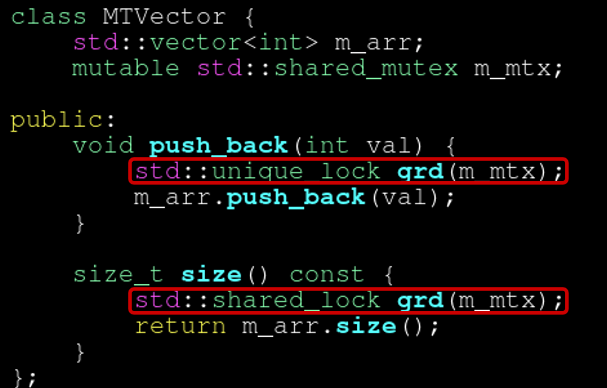 class MTVector {
    std::vector<int> m_arr;
    mutable std::shared_mutex m_mtx;
public:
    void push_back(int val) {
        std::unique_lock grd(m_mtx);
        m_arr.push_back(val);
    }
    size_t size() const {
        std::shared_lock grd(m_mtx);
        return m_arr.size();
    }
};